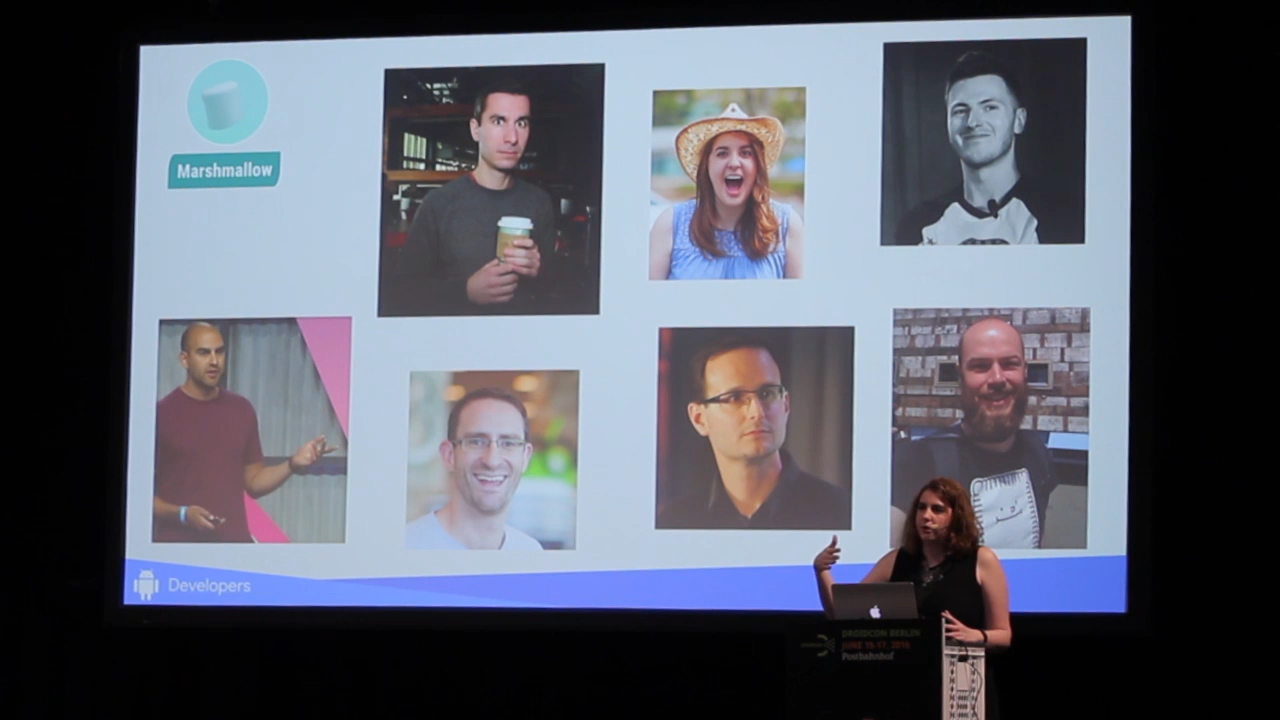 Marshmallow
Developers
DROIDCON BERLIN
JUNE 15-17, 2016
Postbahnhof